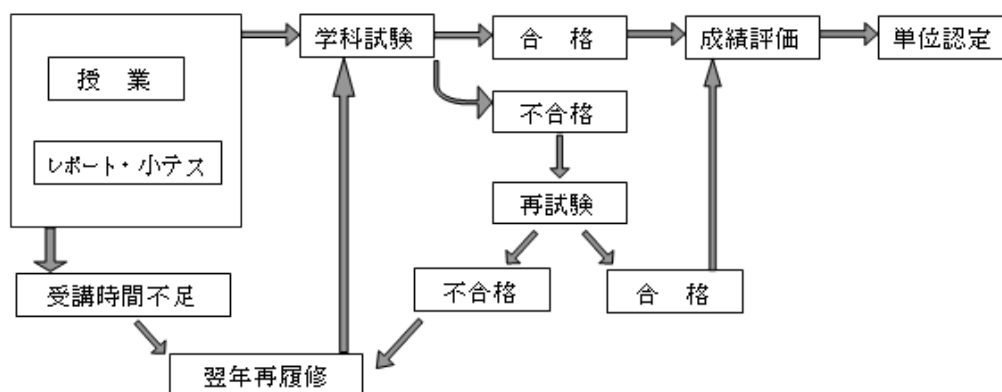 学科試験
合 格
成績評価
単位認定
授 業
不合格
レポート・小テス
再試験
受講時間不足
不合格
合 格
翌年再履修